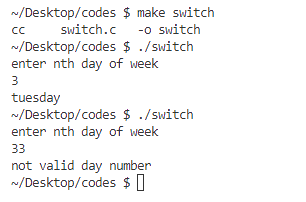 ~/Desktop/codes $ make switch
cc     switch.c   -o switch
~/Desktop/codes $ ./switch
enter nth day of week
3
tuesday
~/Desktop/codes $ ./switch
enter nth day of week
33
not valid day number
~/Desktop/codes $